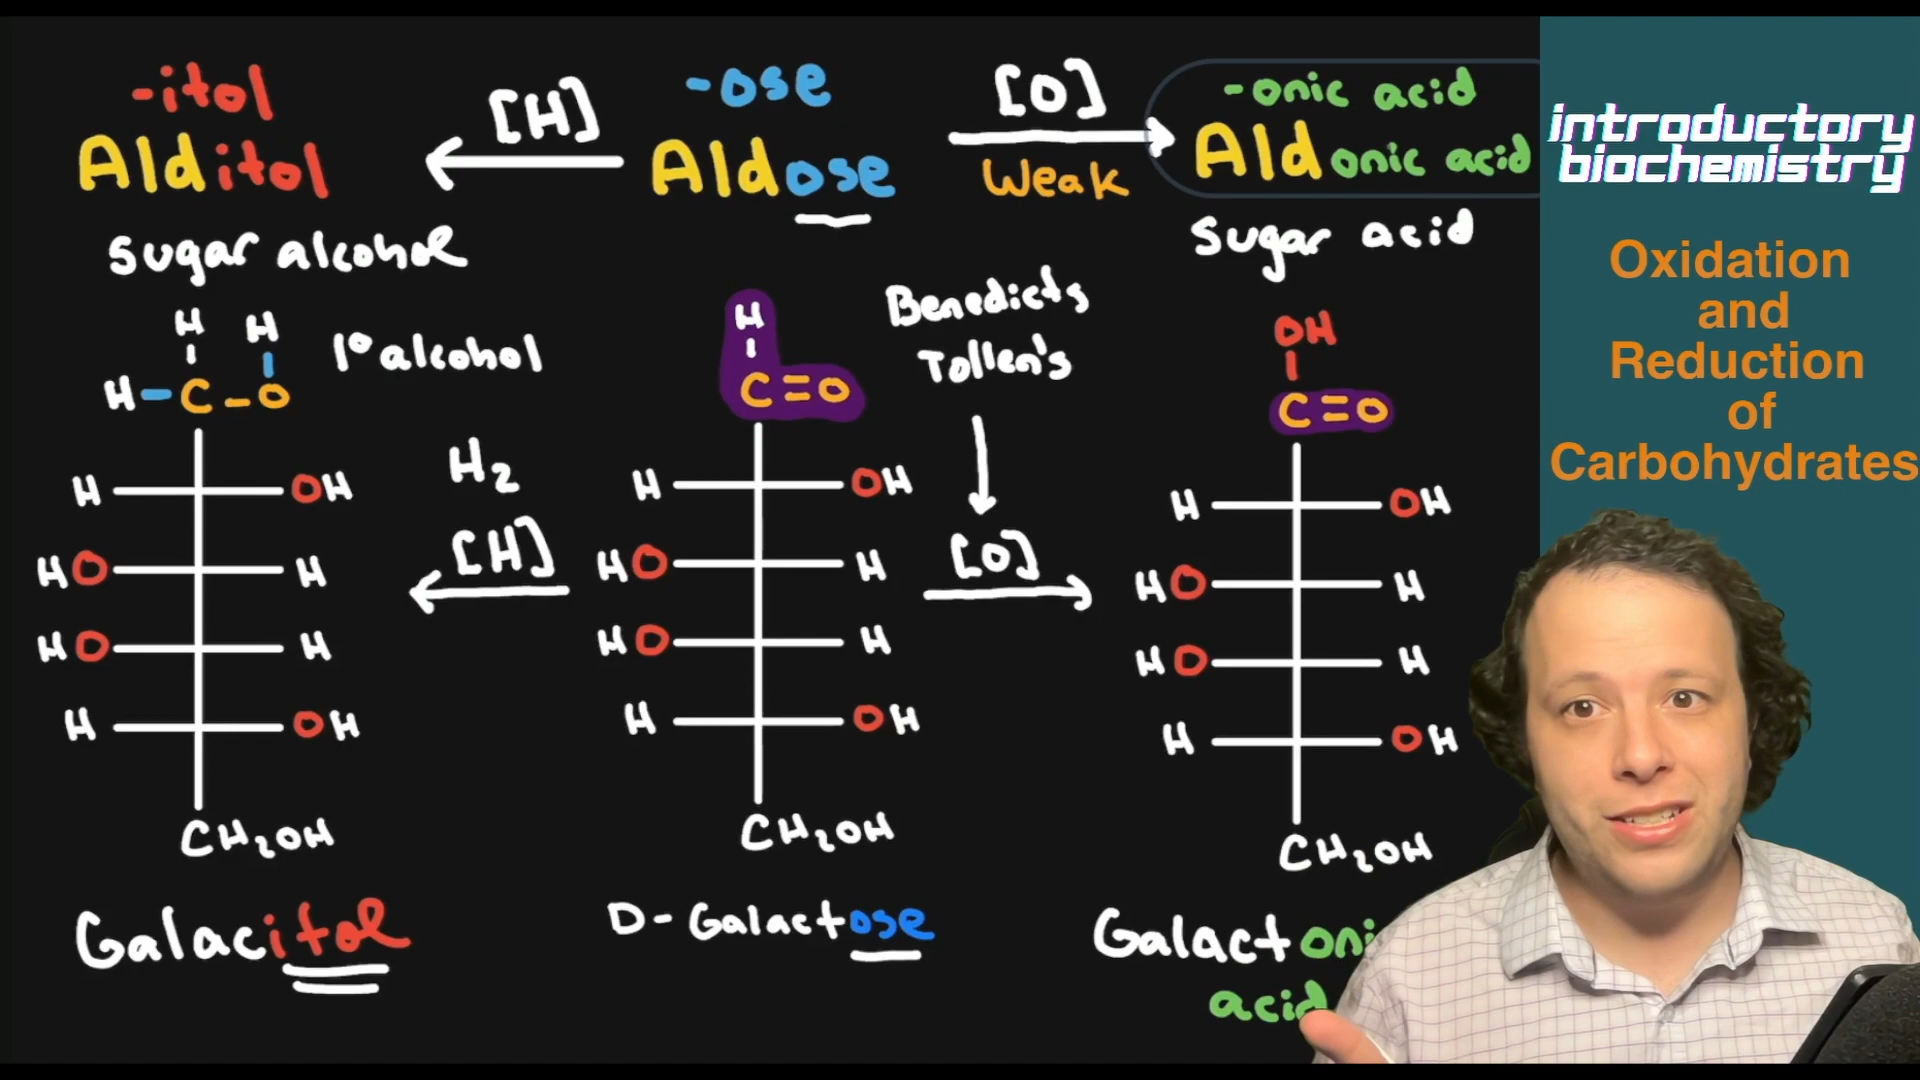 -itol
[H]
-ose
[O]
-onic acid
Alditol
Aldose
Weak
Aldonic acid
sugar alcohol
sugar acid
introductory
biochemistry
Oxidation
and
Reduction
of
Carbohydrates
H H
1° alcohol
H-C-O
H
C=O
Benedicts
Tollen's
OH
C=O
H OH
HO H
HO H
H OH
CH2OH
H2
[H]
H OH
HO H
HO H
H OH
CH2OH
[O]
H OH
HO H
HO H
H OH
CH2OH
Galacitol
D-Galactose
Galactoni
acid